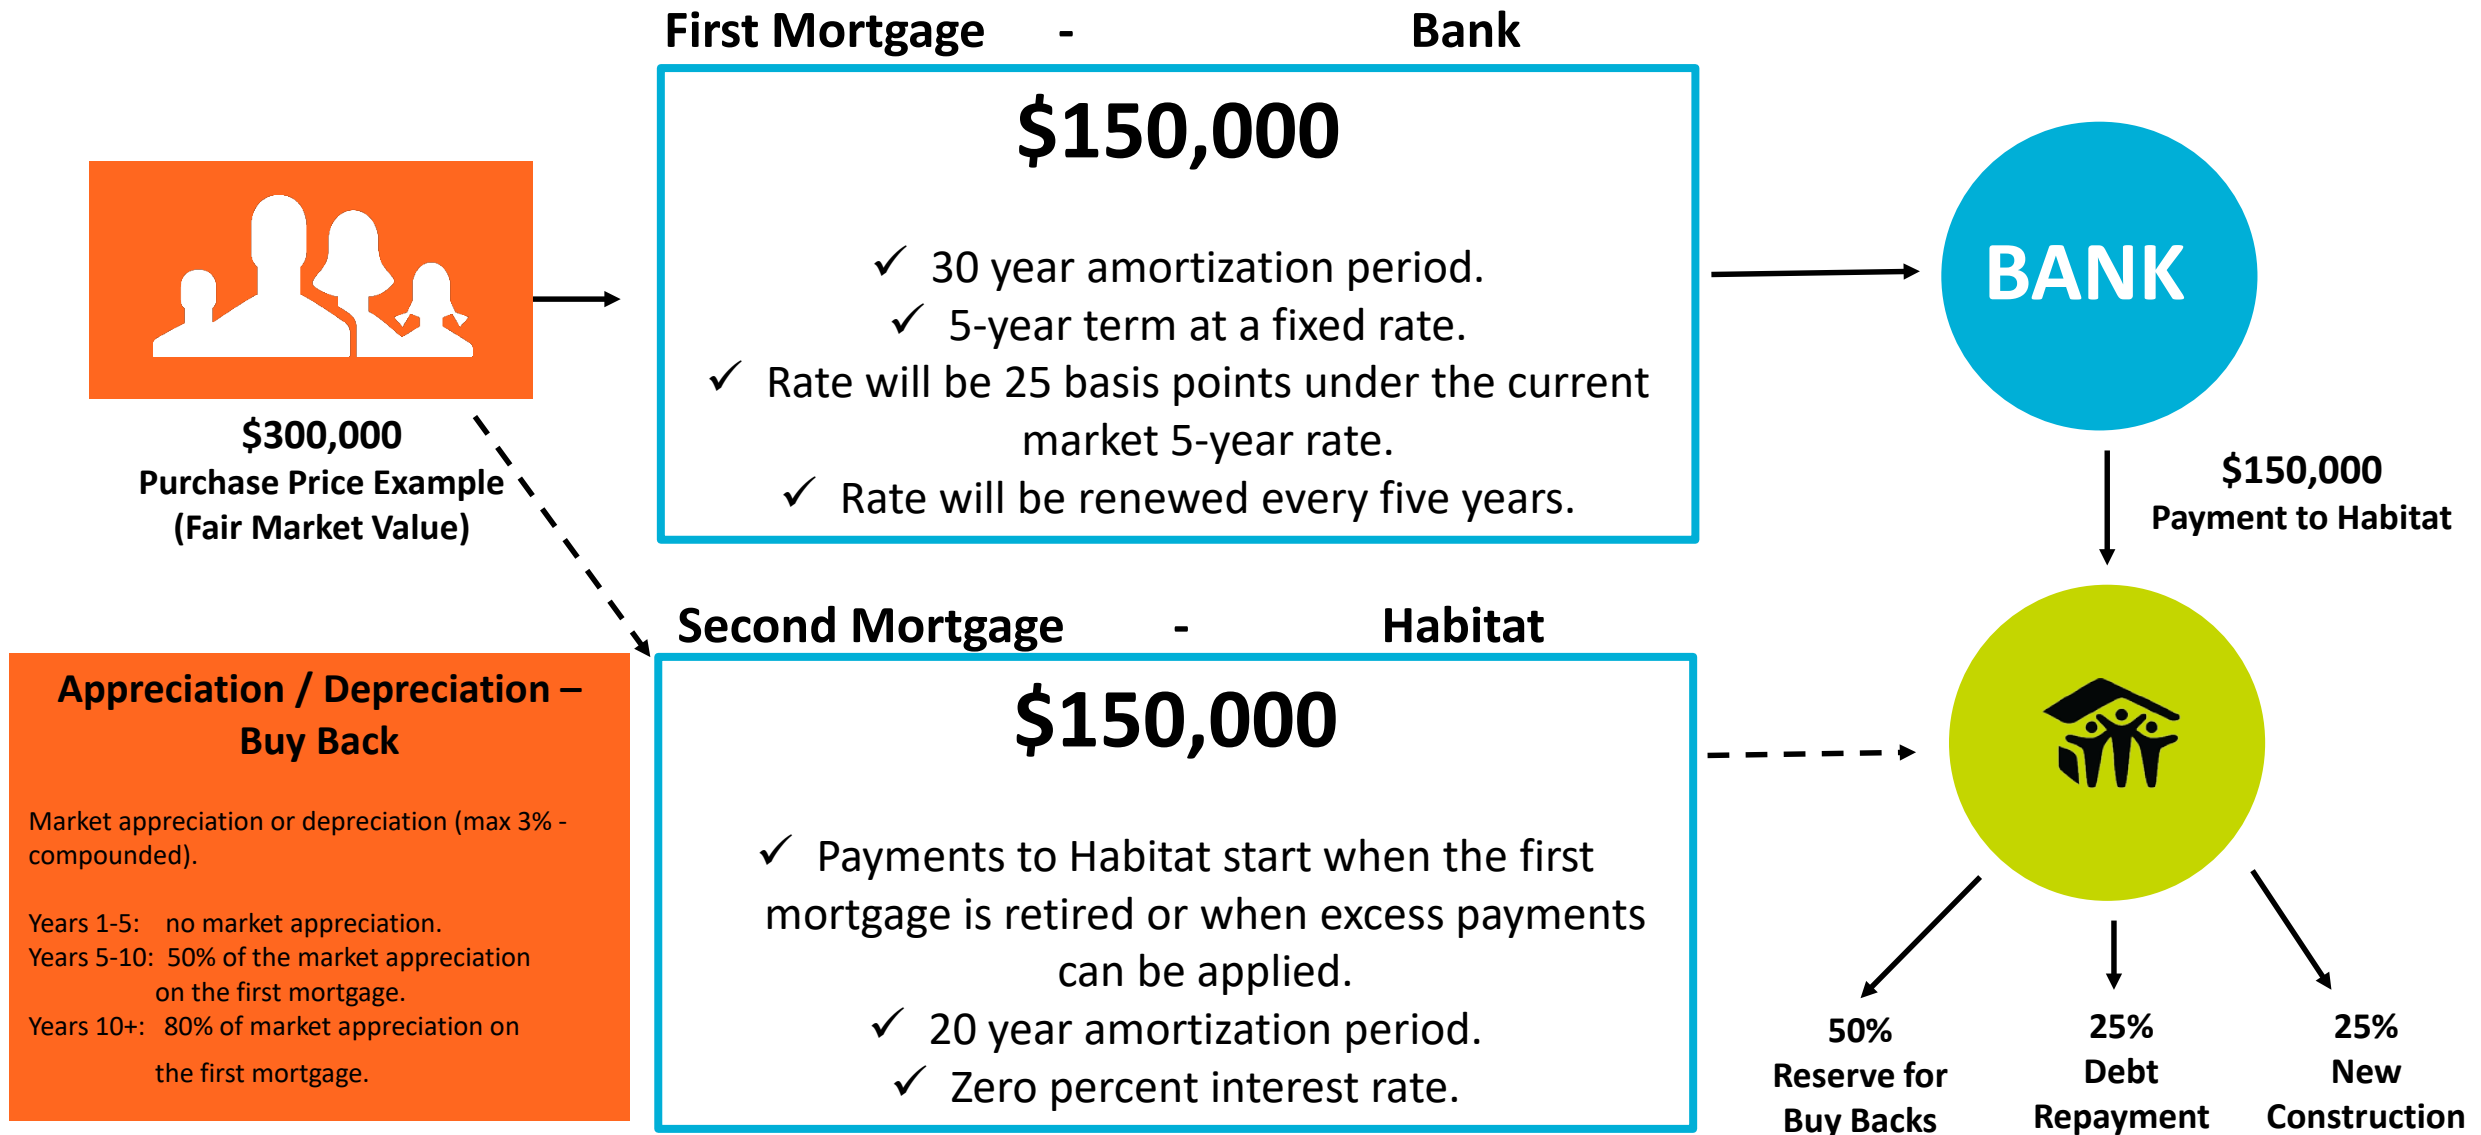 First Mortgage - Bank
$150,000
✓ 30 year amortization period.
✓ 5-year term at a fixed rate.
✓ Rate will be 25 basis points under the current
market 5-year rate.
✓ Rate will be renewed every five years.
$300,000
Purchase Price Example
(Fair Market Value)
BANK
$150,000
Payment to Habitat
Second Mortgage - Habitat
$150,000
✓ Payments to Habitat start when the first
mortgage is retired or when excess payments
can be applied.
✓ 20 year amortization period.
✓ Zero percent interest rate.
Appreciation / Depreciation –
Buy Back
Market appreciation or depreciation (max 3% -
compounded).
Years 1-5: no market appreciation.
Years 5-10: 50% of the market appreciation
on the first mortgage.
Years 10+: 80% of market appreciation on
the first mortgage.
50%
Reserve for
Buy Backs
25%
Debt
Repayment
25%
New
Construction